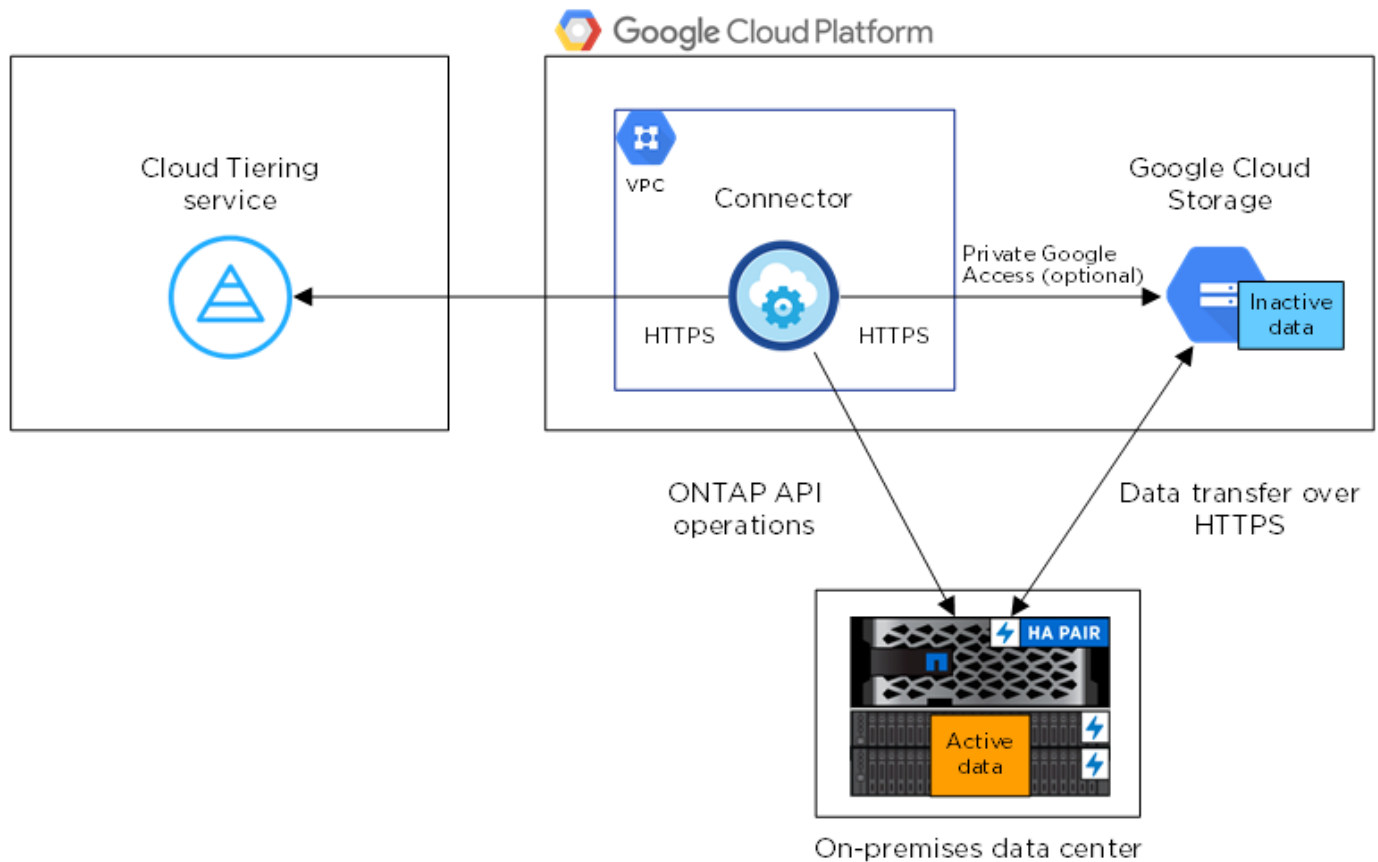 Google Cloud Platform
Cloud Tiering
service
VPC
Connector
Google Cloud
Storage
Private Google
Access (optional)
HTTPS
HTTPS
Inactive
data
ONTAP API
operations
Data transfer over
HTTPS
HA PAIR
Active
data
On-premises data center